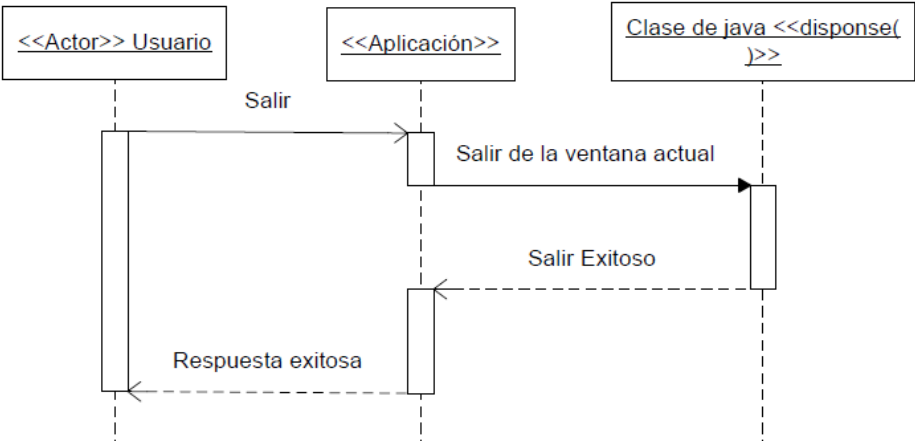 <<Actor>> Usuario
<<Aplicación>>
Clase de java <<disponse(
)>>
Salir
Salir de la ventana actual
Salir Exitoso
Respuesta exitosa